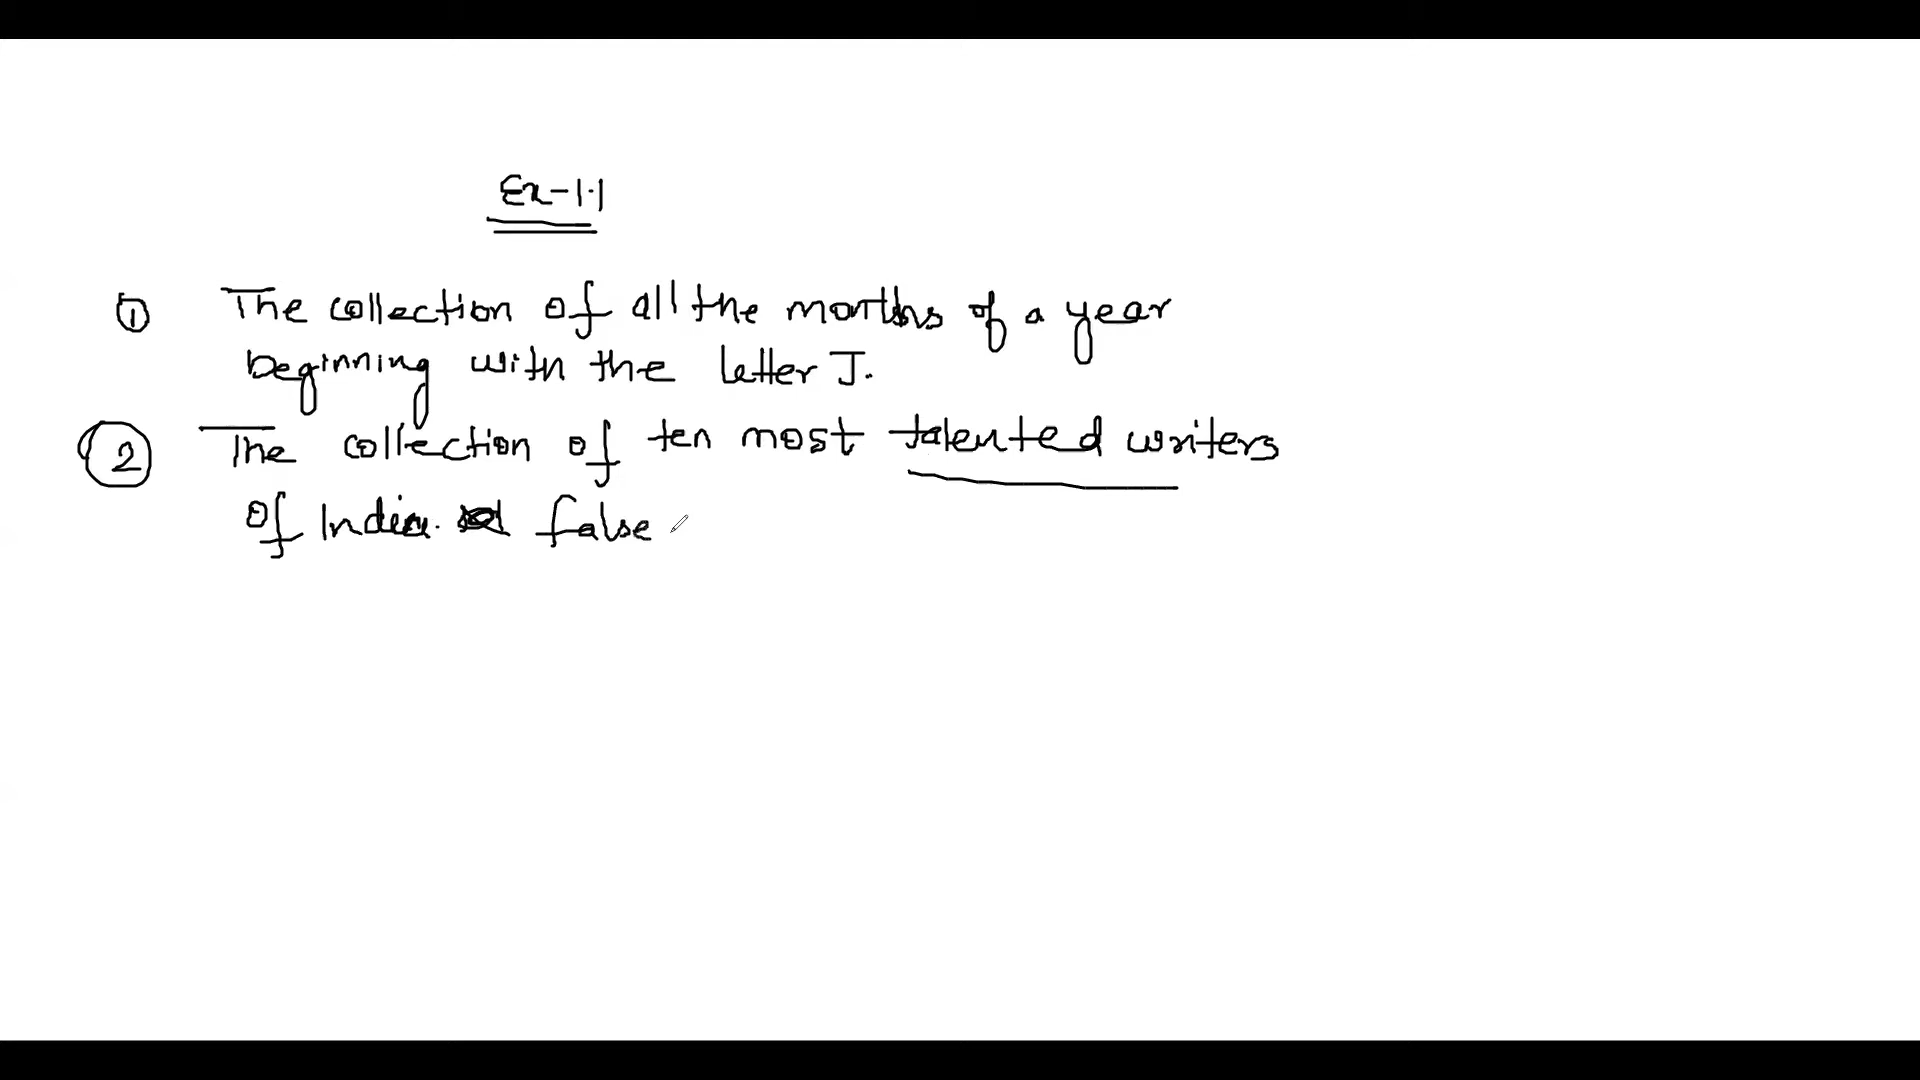 Ex-1.1
① The collection of all the months of a year
beginning with the letter J.
② The collection of ten most talented writers
of India. false